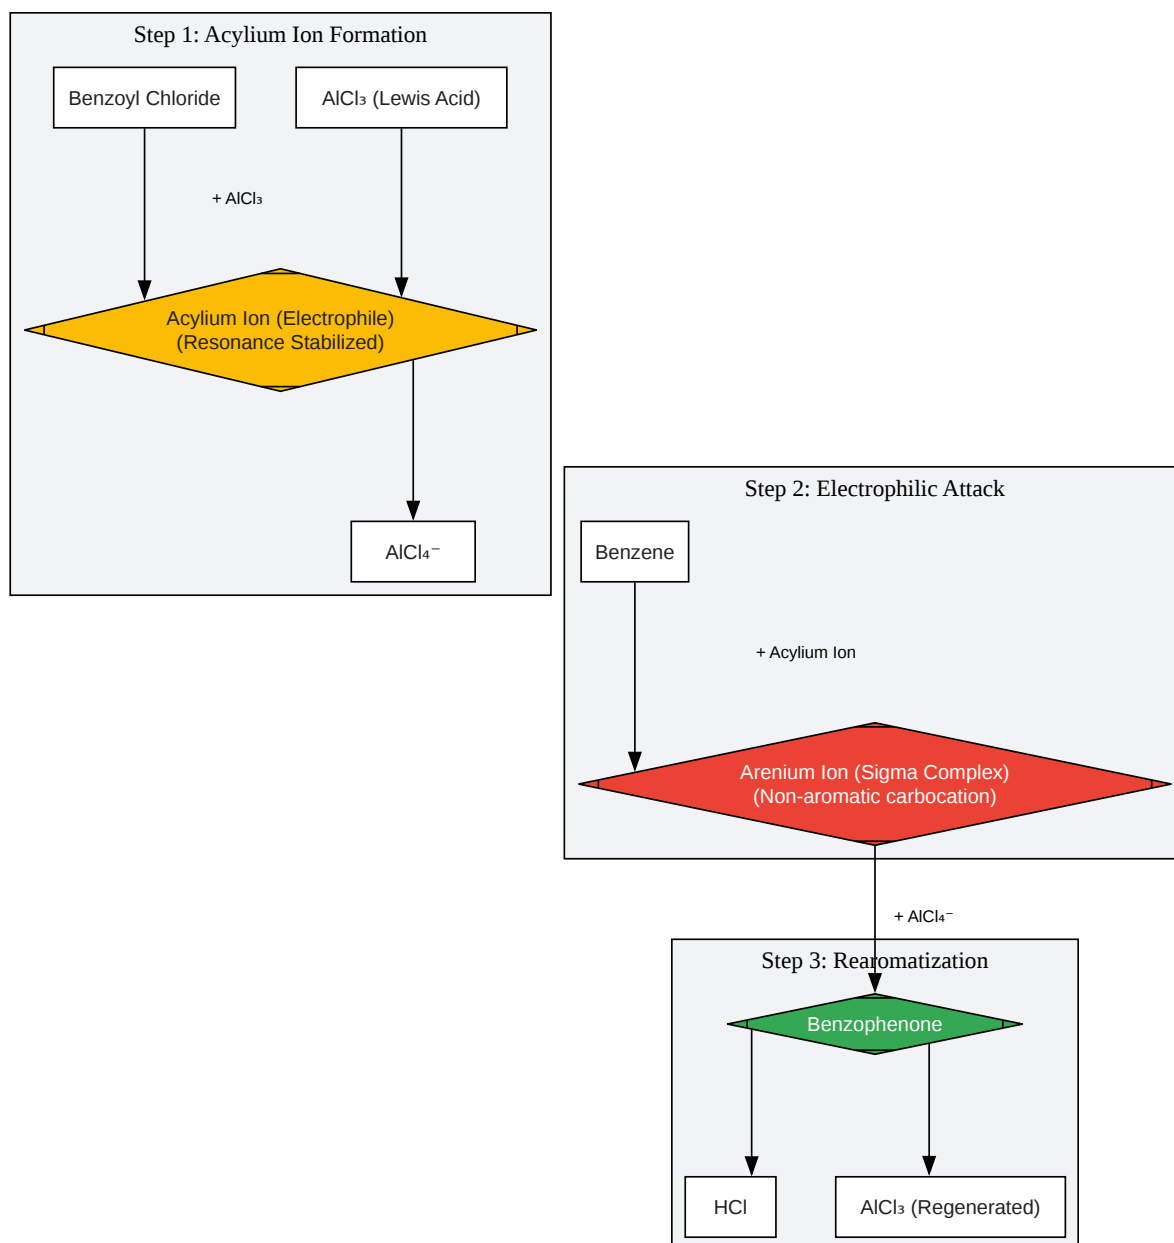 Step 1: Acylium Ion Formation
Benzoyl Chloride
AlCl₃ (Lewis Acid)
+ AlCl₃
Acylium Ion (Electrophile)
(Resonance Stabilized)
AlCl₄⁻
Step 2: Electrophilic Attack
Benzene
+ Acylium Ion
Arenium Ion (Sigma Complex)
(Non-aromatic carbocation)
+ AlCl₄⁻
Step 3: Rearomatization
Benzophenone
HCl
AlCl₃ (Regenerated)